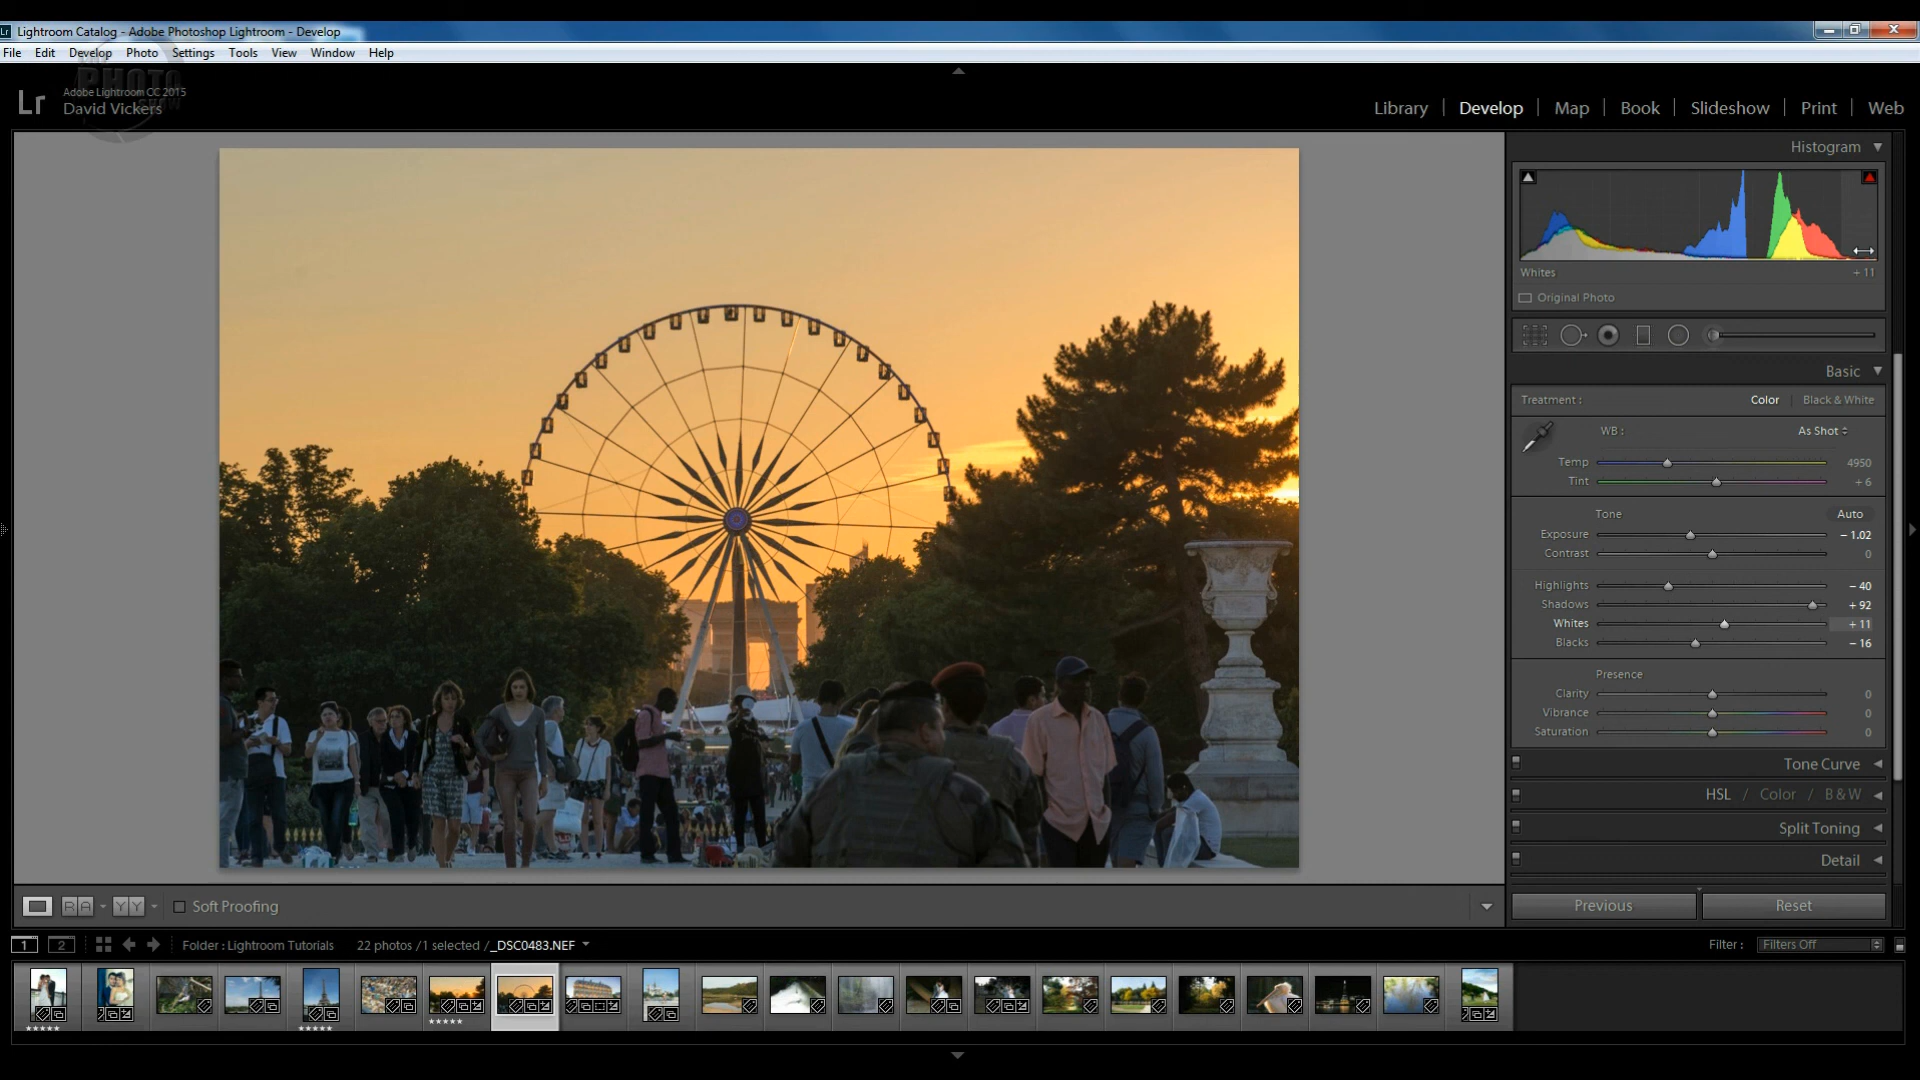 Lightroom Catalog - Adobe Photoshop Lightroom - Develop
File Edit Develop Photo Settings Tools View Window Help
PHOTO
Lr
Adobe Lightroom CC 2015
David Vickers
Library | Develop | Map | Book | Slideshow | Print | Web
Histogram
Whites + 11
Original Photo
Basic
Treatment : Color Black & White
WB : As Shot
Temp 4950
Tint + 6
Tone Auto
Exposure − 1.02
Contrast 0
Highlights − 40
Shadows + 92
Whites + 11
Blacks − 16
Presence
Clarity 0
Vibrance 0
Saturation 0
Tone Curve
HSL / Color / B & W
Split Toning
Detail
Previous Reset
R A Y Y Soft Proofing
1 2 Folder : Lightroom Tutorials 22 photos / 1 selected / _DSC0483.NEF Filter : Filters Off